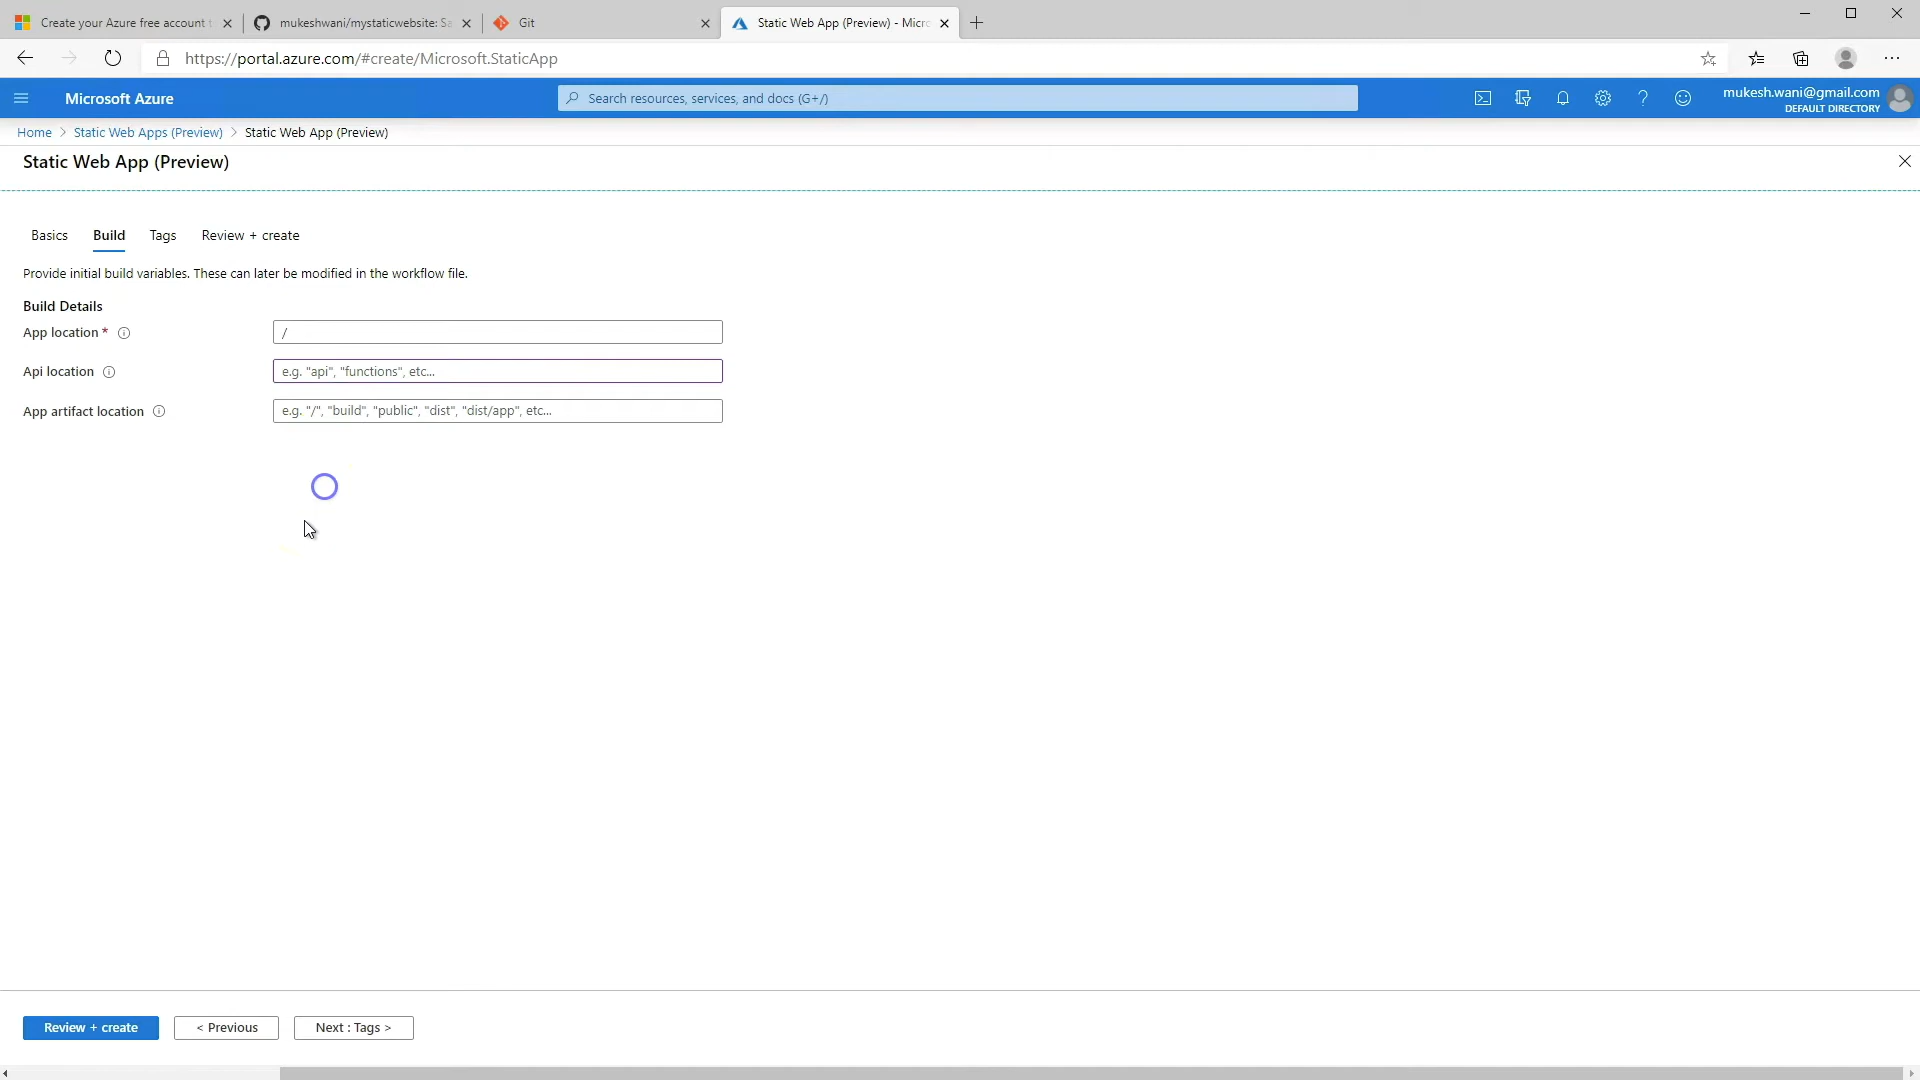 Create your Azure free account t
mukeshwani/mystaticwebsite: Sa
Git
Static Web App (Preview) - Micro
https://portal.azure.com/#create/Microsoft.StaticApp
Microsoft Azure
Search resources, services, and docs (G+/)
mukesh.wani@gmail.com
DEFAULT DIRECTORY
Home > Static Web Apps (Preview) > Static Web App (Preview)
Static Web App (Preview)
Basics Build Tags Review + create
Provide initial build variables. These can later be modified in the workflow file.
Build Details
App location * /
Api location e.g. "api", "functions", etc...
App artifact location e.g. "/", "build", "public", "dist", "dist/app", etc...
Review + create < Previous Next : Tags >